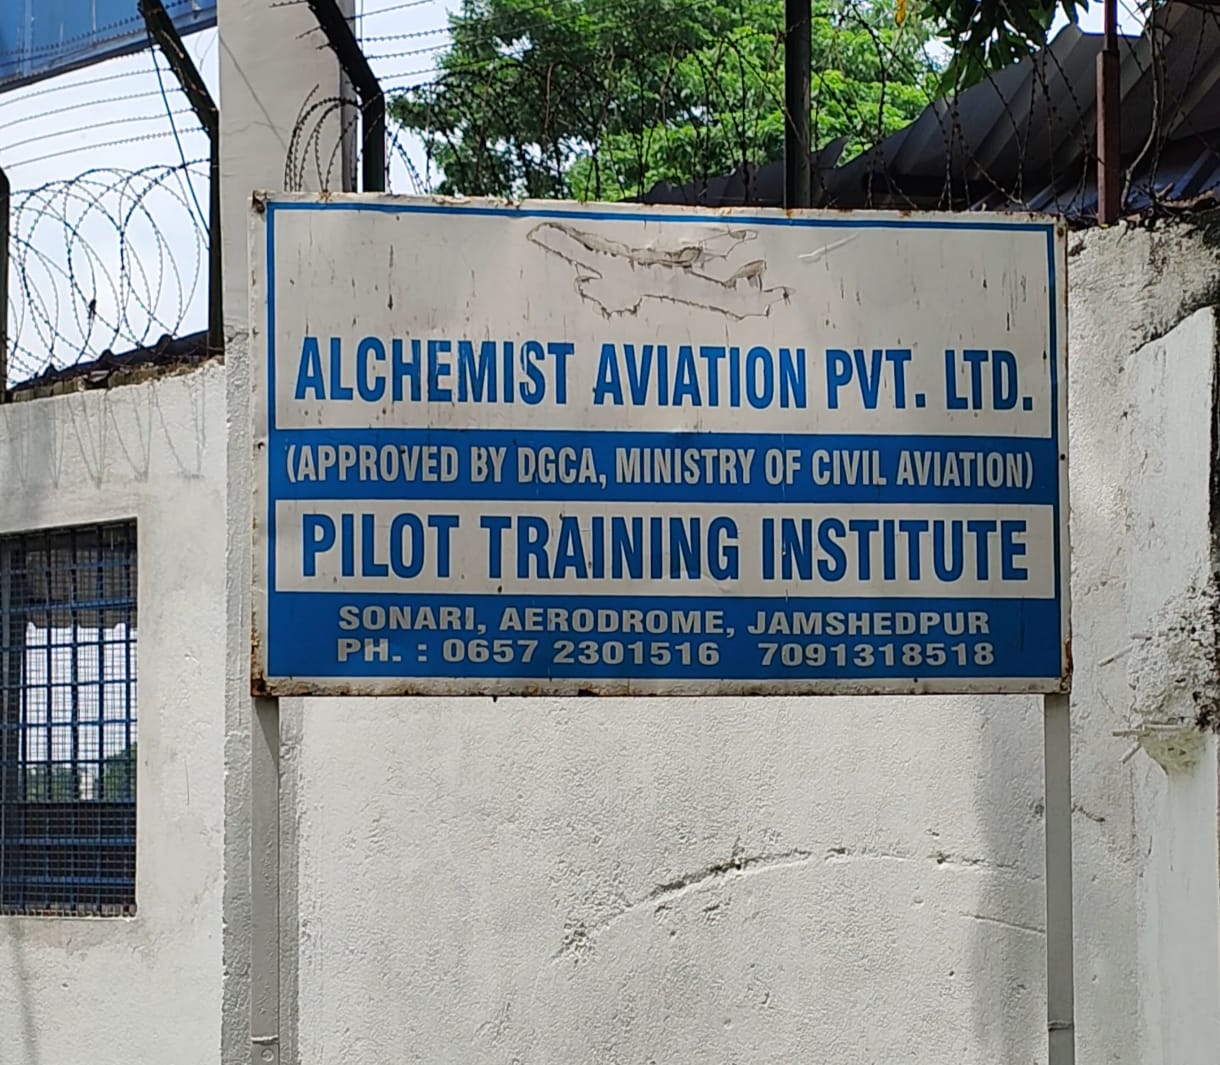 ALCHEMIST AVIATION PVT. LTD.
(APPROVED BY DGCA, MINISTRY OF CIVIL AVIATION)
PILOT TRAINING INSTITUTE
SONARI, AERODROME, JAMSHEDPUR
PH. : 0657 2301516 7091318518